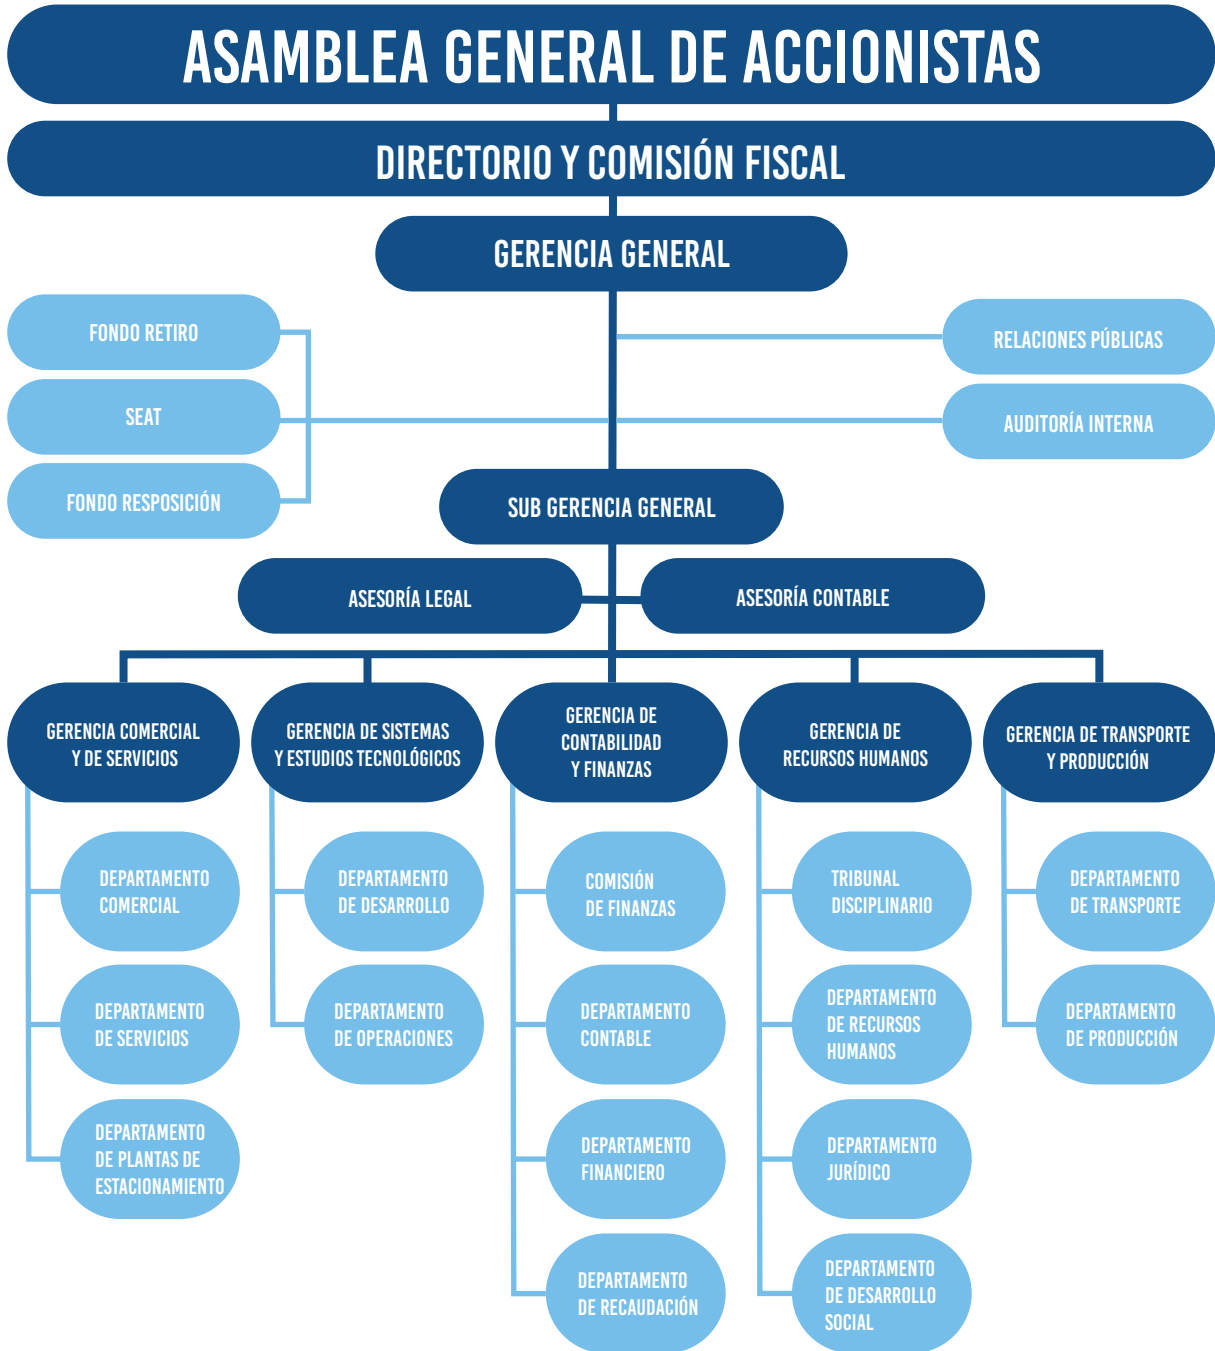 ASAMBLEA GENERAL DE ACCIONISTAS
DIRECTORIO Y COMISIÓN FISCAL
GERENCIA GENERAL
FONDO RETIRO
RELACIONES PÚBLICAS
SEAT
AUDITORÍA INTERNA
FONDO RESPOSICIÓN
SUB GERENCIA GENERAL
ASESORÍA LEGAL
ASESORÍA CONTABLE
GERENCIA COMERCIAL
Y DE SERVICIOS
GERENCIA DE SISTEMAS
Y ESTUDIOS TECNOLÓGICOS
GERENCIA DE
CONTABILIDAD
Y FINANZAS
GERENCIA DE
RECURSOS HUMANOS
GERENCIA DE TRANSPORTE
Y PRODUCCIÓN
DEPARTAMENTO
COMERCIAL
DEPARTAMENTO
DE SERVICIOS
DEPARTAMENTO
DE PLANTAS DE
ESTACIONAMIENTO
DEPARTAMENTO
DE DESARROLLO
DEPARTAMENTO
DE OPERACIONES
COMISIÓN
DE FINANZAS
DEPARTAMENTO
CONTABLE
DEPARTAMENTO
FINANCIERO
DEPARTAMENTO
DE RECAUDACIÓN
TRIBUNAL
DISCIPLINARIO
DEPARTAMENTO
DE RECURSOS
HUMANOS
DEPARTAMENTO
JURÍDICO
DEPARTAMENTO
DE DESARROLLO
SOCIAL
DEPARTAMENTO
DE TRANSPORTE
DEPARTAMENTO
DE PRODUCCIÓN